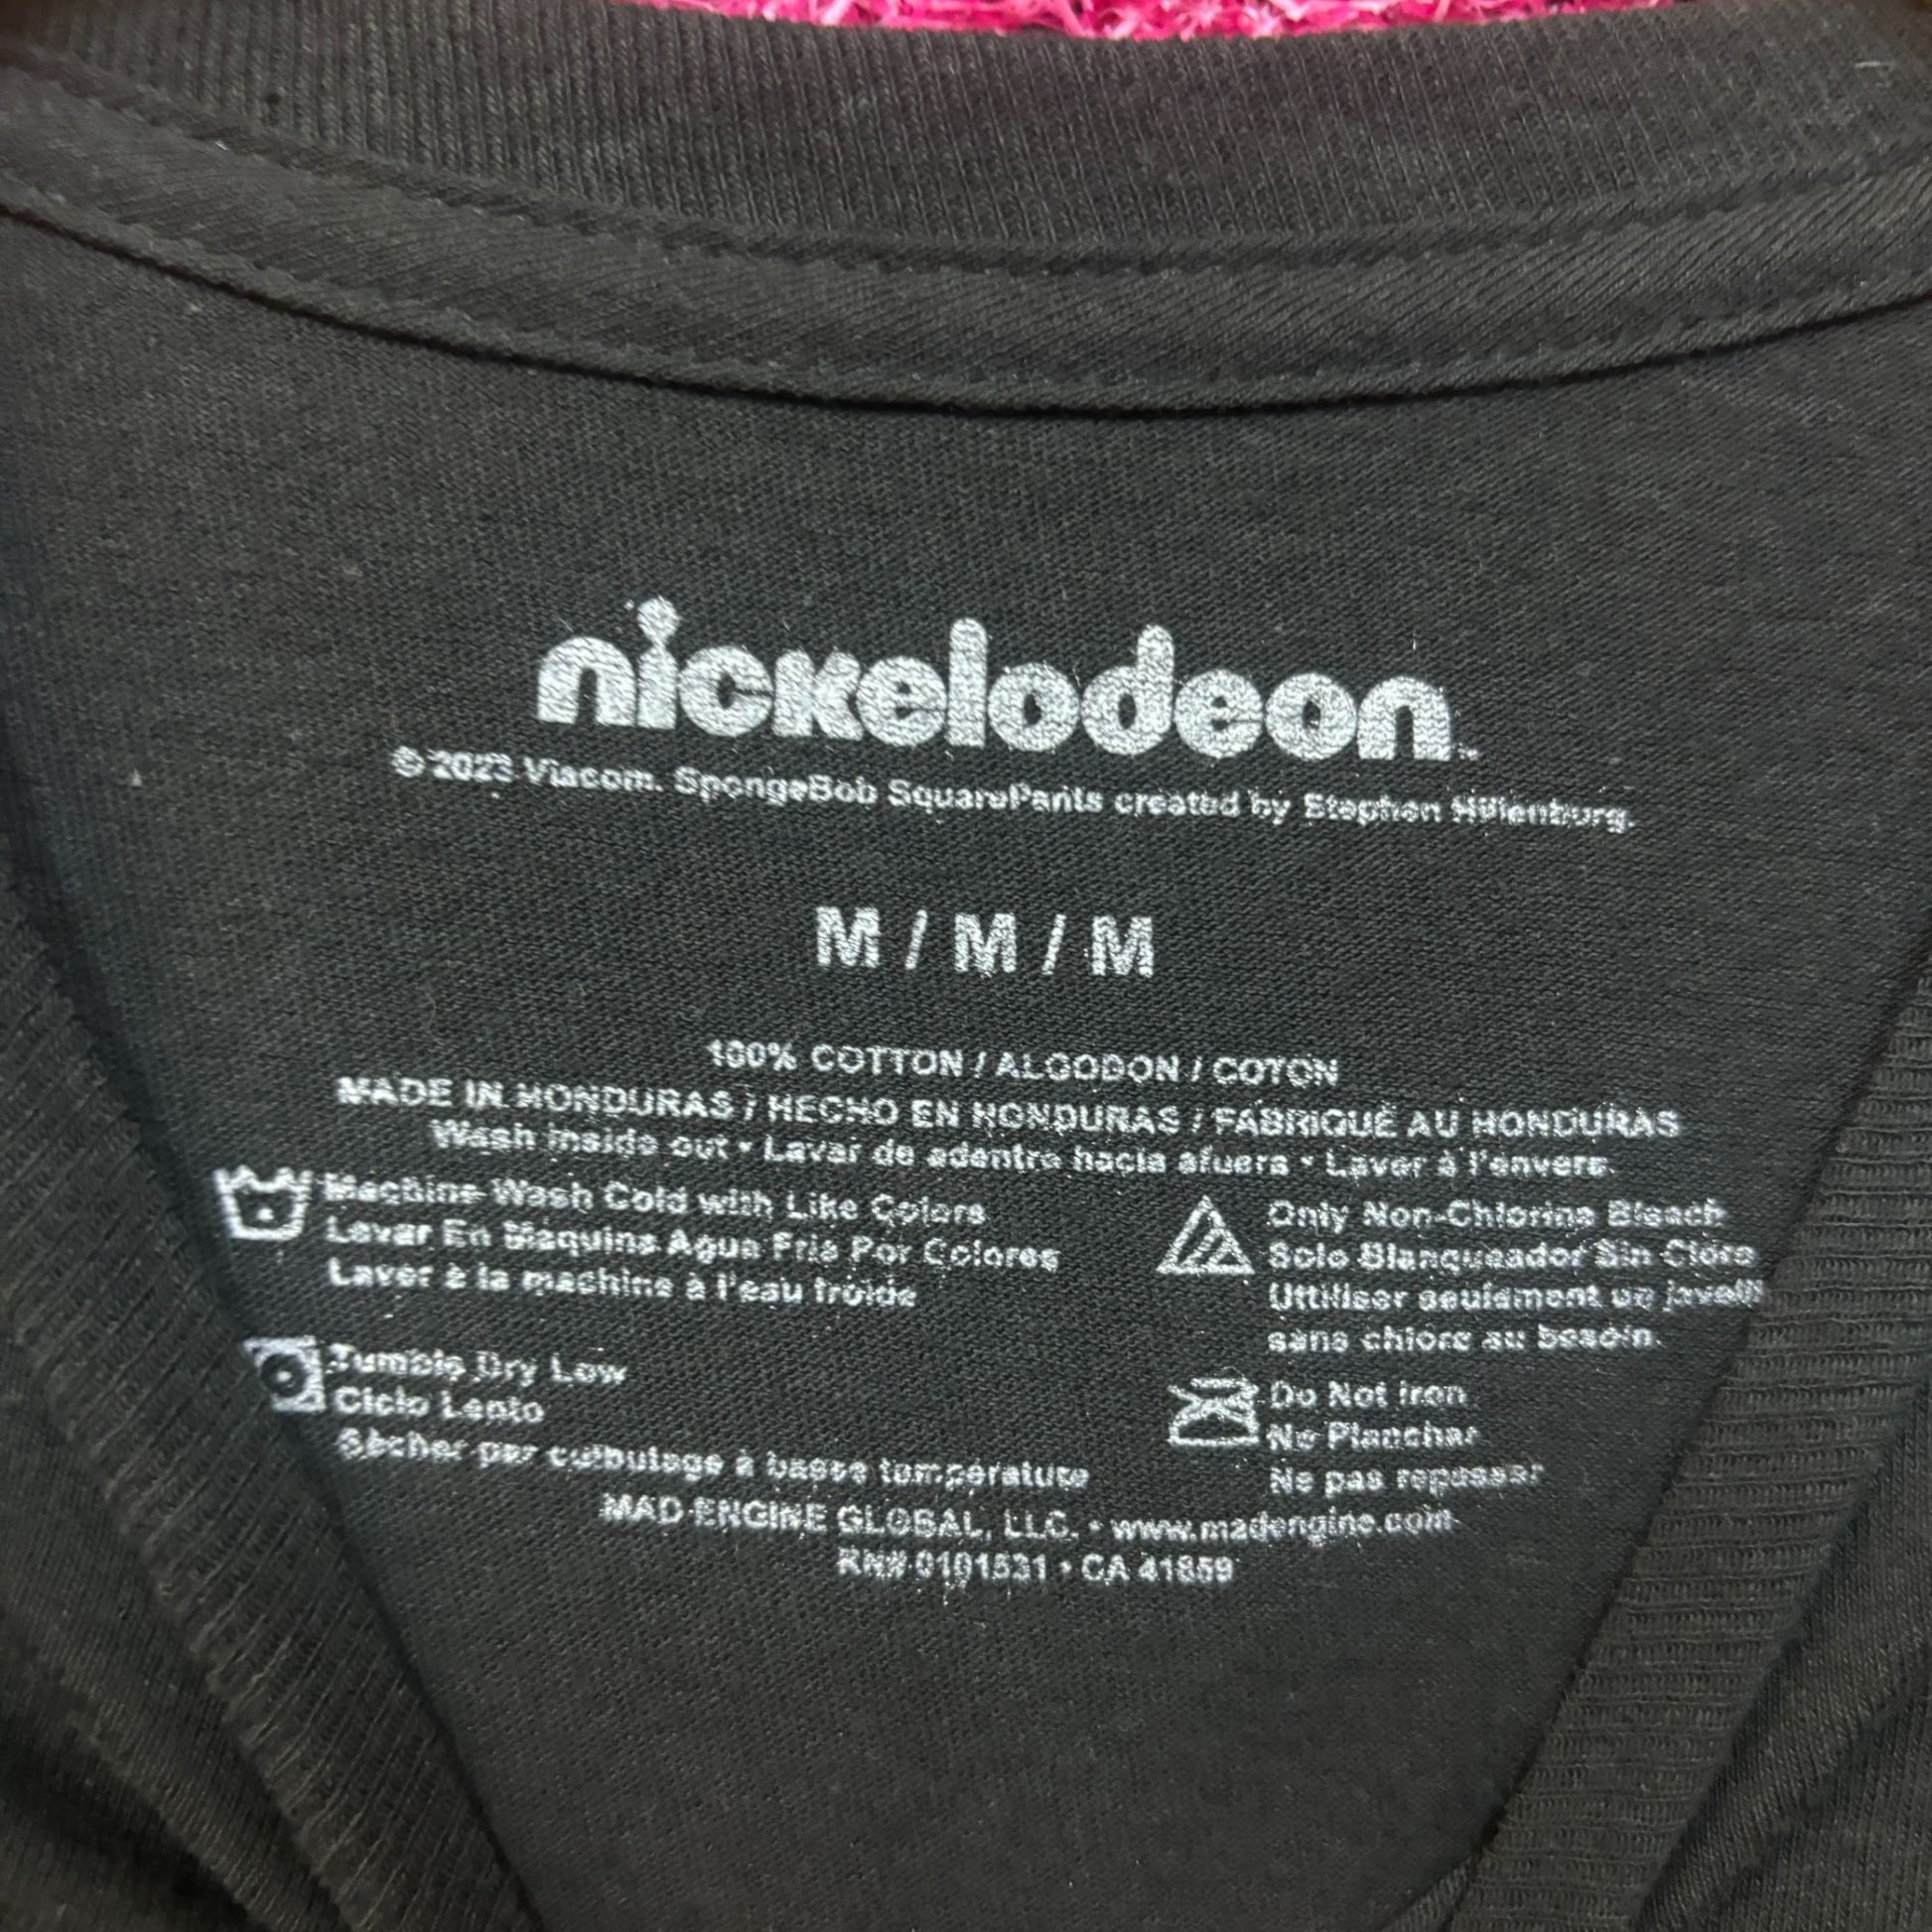 nickelodeon™
© 2023 Viacom. SpongeBob SquarePants created by Stephen Hillenburg.
M / M / M
100% COTTON / ALGODON / COTON
MADE IN HONDURAS / HECHO EN HONDURAS / FABRIQUÉ AU HONDURAS
Wash inside out • Lavar de adentro hacia afuera • Laver à l'envers.
Machine Wash Cold with Like Colors
Lavar En Maquina Agua Fria Por Colores
Laver à la machine à l'eau froide
Only Non-Chlorine Bleach
Solo Blanqueador Sin Cloro
Uttiliser seulement un javelli
sans chlore au besoin.
Tumble Dry Low
Ciclo Lento
Sècher par culbutage à basse température
Do Not Iron
No Planchar
Ne pas repasser
MAD ENGINE GLOBAL, LLC. • www.madengine.com
RN# 0101531 • CA 41859